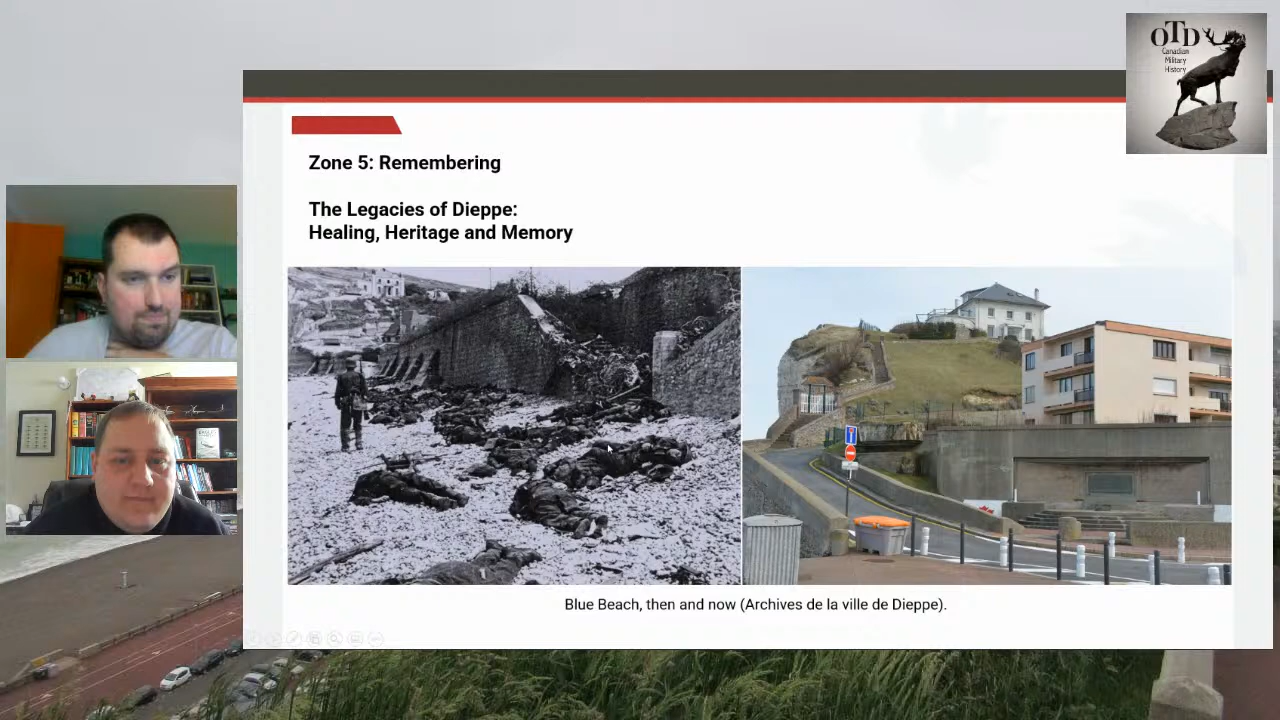 OTD
Canadian
Military
History
Zone 5: Remembering
The Legacies of Dieppe:
Healing, Heritage and Memory
Blue Beach, then and now (Archives de la ville de Dieppe).